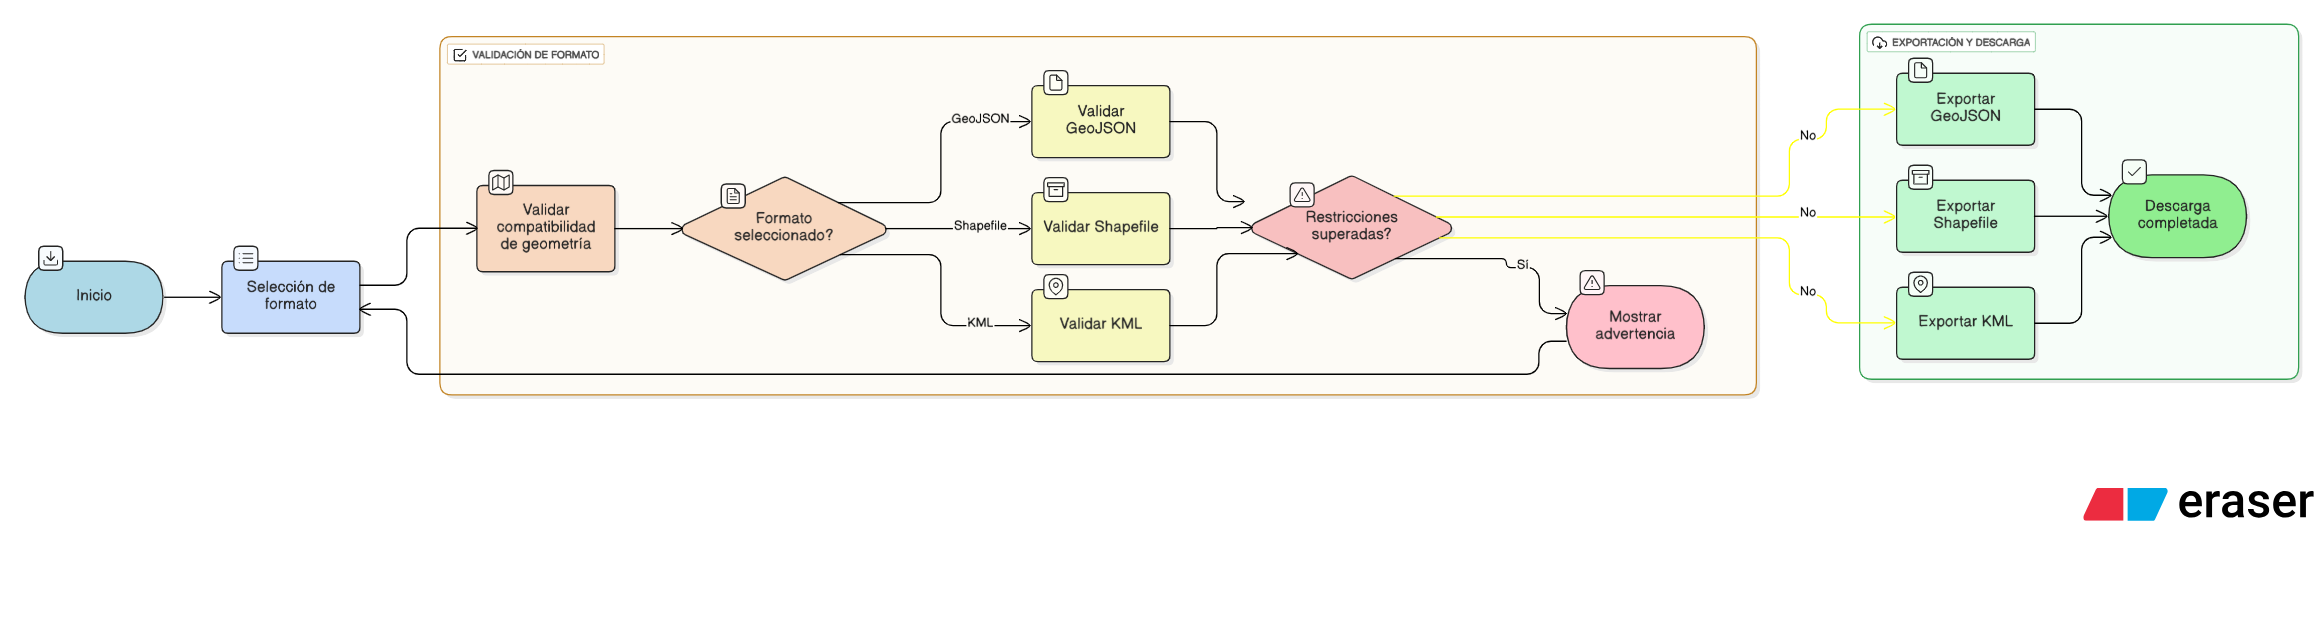 VALIDACIÓN DE FORMATO
EXPORTACIÓN Y DESCARGA
Inicio
Selección de
formato
Validar
compatibilidad
de geometría
Formato
seleccionado?
GeoJSON
Shapefile
KML
Validar
GeoJSON
Validar Shapefile
Validar KML
Restricciones
superadas?
Sí
Mostrar
advertencia
No
No
No
Exportar
GeoJSON
Exportar
Shapefile
Exportar KML
Descarga
completada
eraser